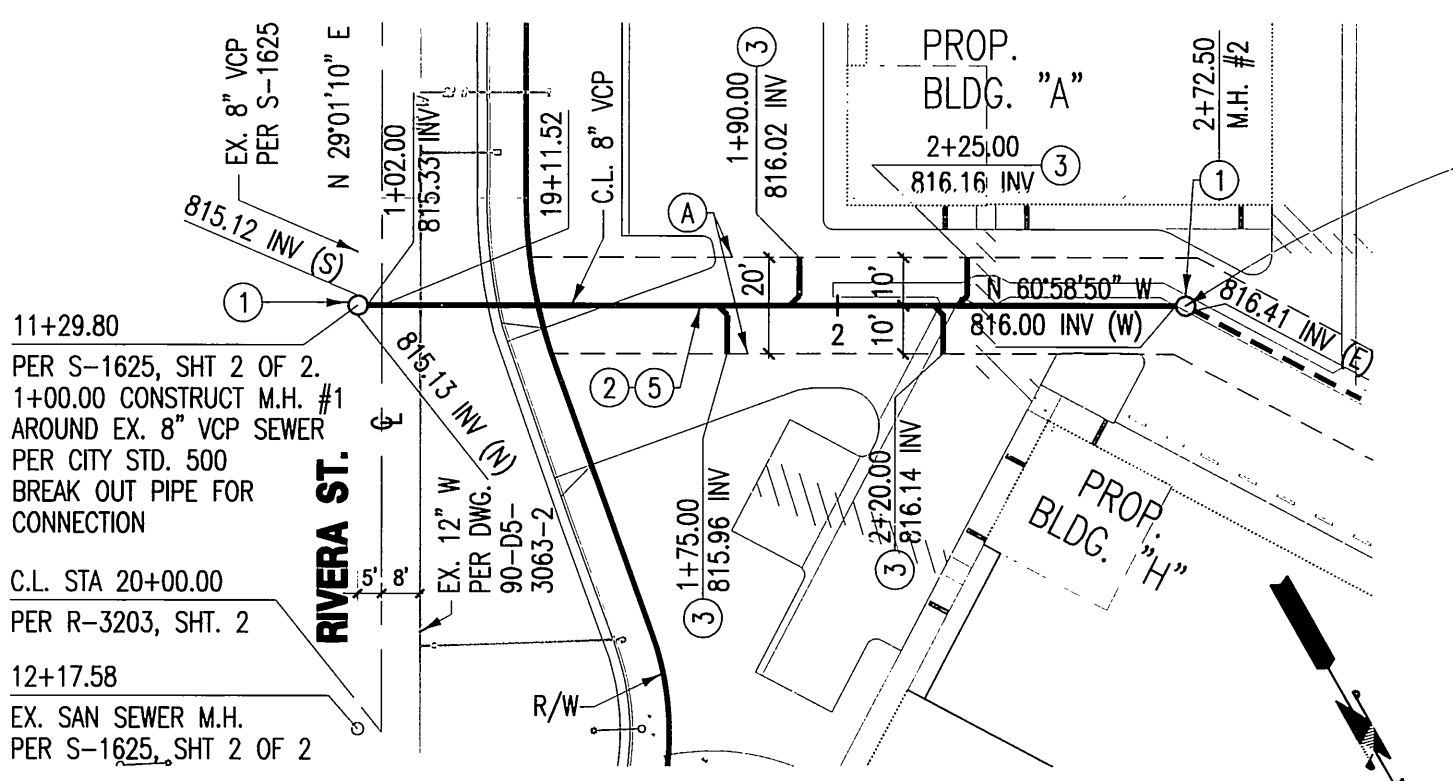 EX. 8" VCP
PER S-1625
N 29°01'10" E
1+02.00
815.33 INV
19+11.52
C.L. 8" VCP
3
1+90.00
816.02 INV
PROP.
BLDG. "A"
2+25.00
816.16 INV
3
2+72.50
M.H. #2
1
815.12 INV (S)
A
1
20'
10'
10'
N 60°58'50" W
816.00 INV (W)
816.41 INV (E)
2
2
5
815.13 INV (N)
11+29.80
PER S-1625, SHT 2 OF 2.
1+00.00 CONSTRUCT M.H. #1
AROUND EX. 8" VCP SEWER
PER CITY STD. 500
BREAK OUT PIPE FOR
CONNECTION
℄
RIVERA ST.
5'
8'
EX. 12" W
PER DWG.
90-D5-
3063-2
1+75.00
815.96 INV
3
2+20.00
816.14 INV
3
PROP.
BLDG. "H"
C.L. STA 20+00.00
PER R-3203, SHT. 2
12+17.58
EX. SAN SEWER M.H.
PER S-1625, SHT 2 OF 2
R/W